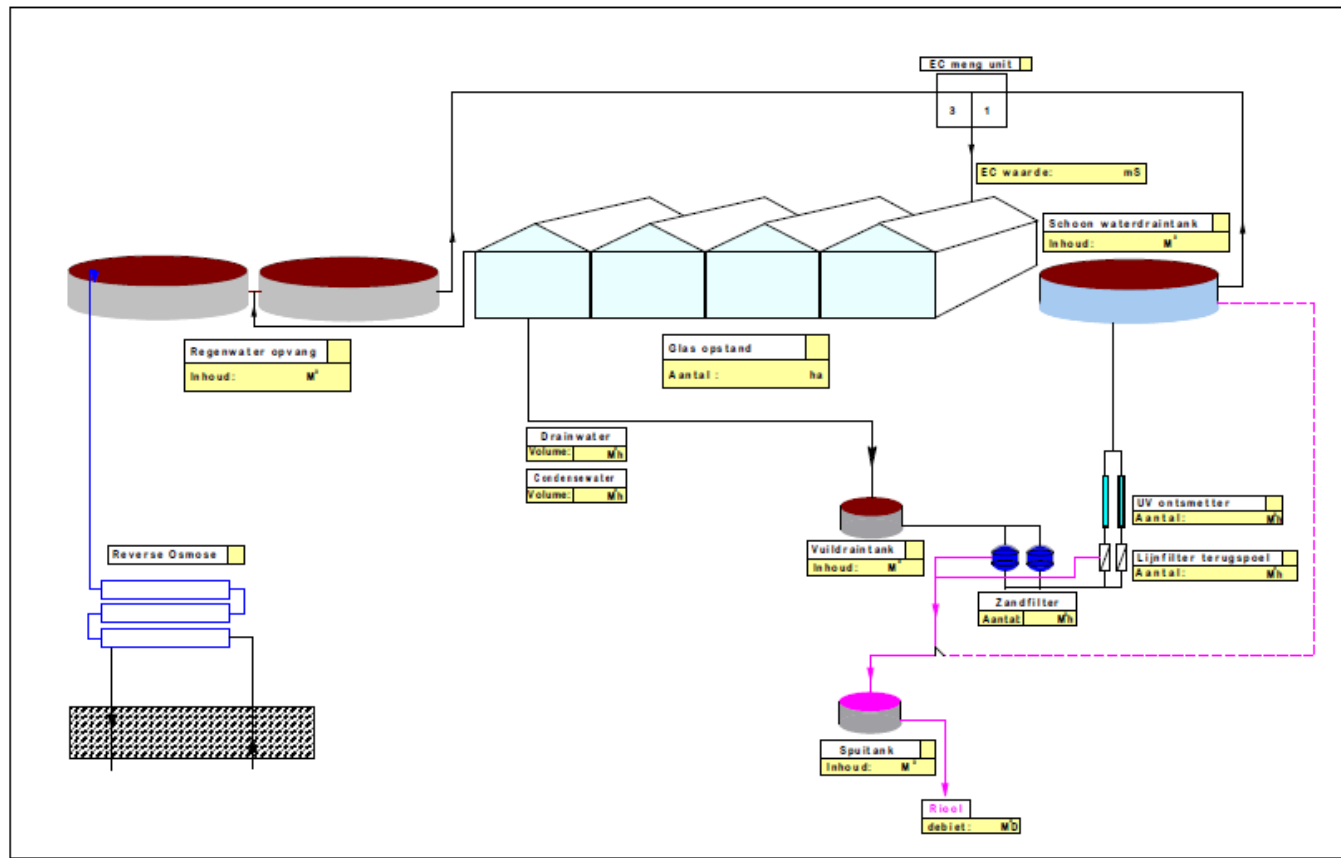 EC meng unit
3 1
EC waarde: mS
Schoon waterdraintank
Inhoud: M³
Regenwater opvang
Inhoud: M³
Glas opstand
Aantal : ha
Drainwater
Volume: M³h
Condensewater
Volume: M³h
UV ontsmetter
Aantal: M³h
Reverse Osmose
Vuildraintank
Inhoud: M³
Lijnfilter terugspoel
Aantal: M³h
Zandfilter
Aantal: M³h
Spuitank
Inhoud: M³
Riool
debiet: M³D